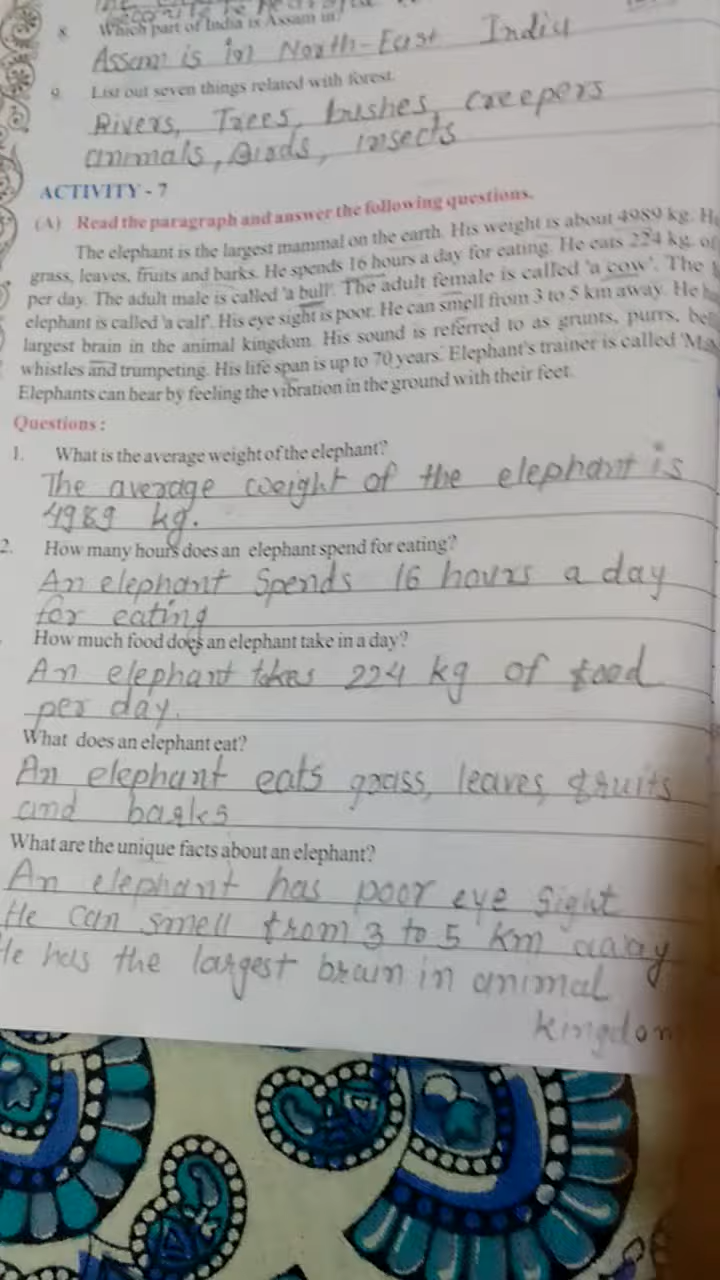 8. Which part of India is Assam in?
Assam is in North-East India
9. List out seven things related with forest.
Rivers, Trees, bushes, creepers
animals, Birds, insects
ACTIVITY - 7
(A) Read the paragraph and answer the following questions.
The elephant is the largest mammal on the earth. His weight is about 4989 kg.
grass, leaves, fruits and barks. He spends 16 hours a day for eating. He eats 224 kg. of
per day. The adult male is called 'a bull'. The adult female is called 'a cow'. The
elephant is called 'a calf'. His eye sight is poor. He can smell from 3 to 5 km away. He
largest brain in the animal kingdom. His sound is referred to as grunts, purrs,
whistles and trumpeting. His life span is up to 70 years. Elephant's trainer is called
Elephants can hear by feeling the vibration in the ground with their feet.
Questions :
1. What is the average weight of the elephant?
The average weight of the elephant is
4989 kg.
2. How many hours does an elephant spend for eating?
An elephant Spends 16 hours a day
for eating
How much food does an elephant take in a day?
An elephant takes 224 kg of food
per day.
What does an elephant eat?
An elephant eats grass, leaves, fruits
and barks
What are the unique facts about an elephant?
An elephant has poor eye sight
He can smell from 3 to 5 km away
He has the largest brain in animal
kingdom